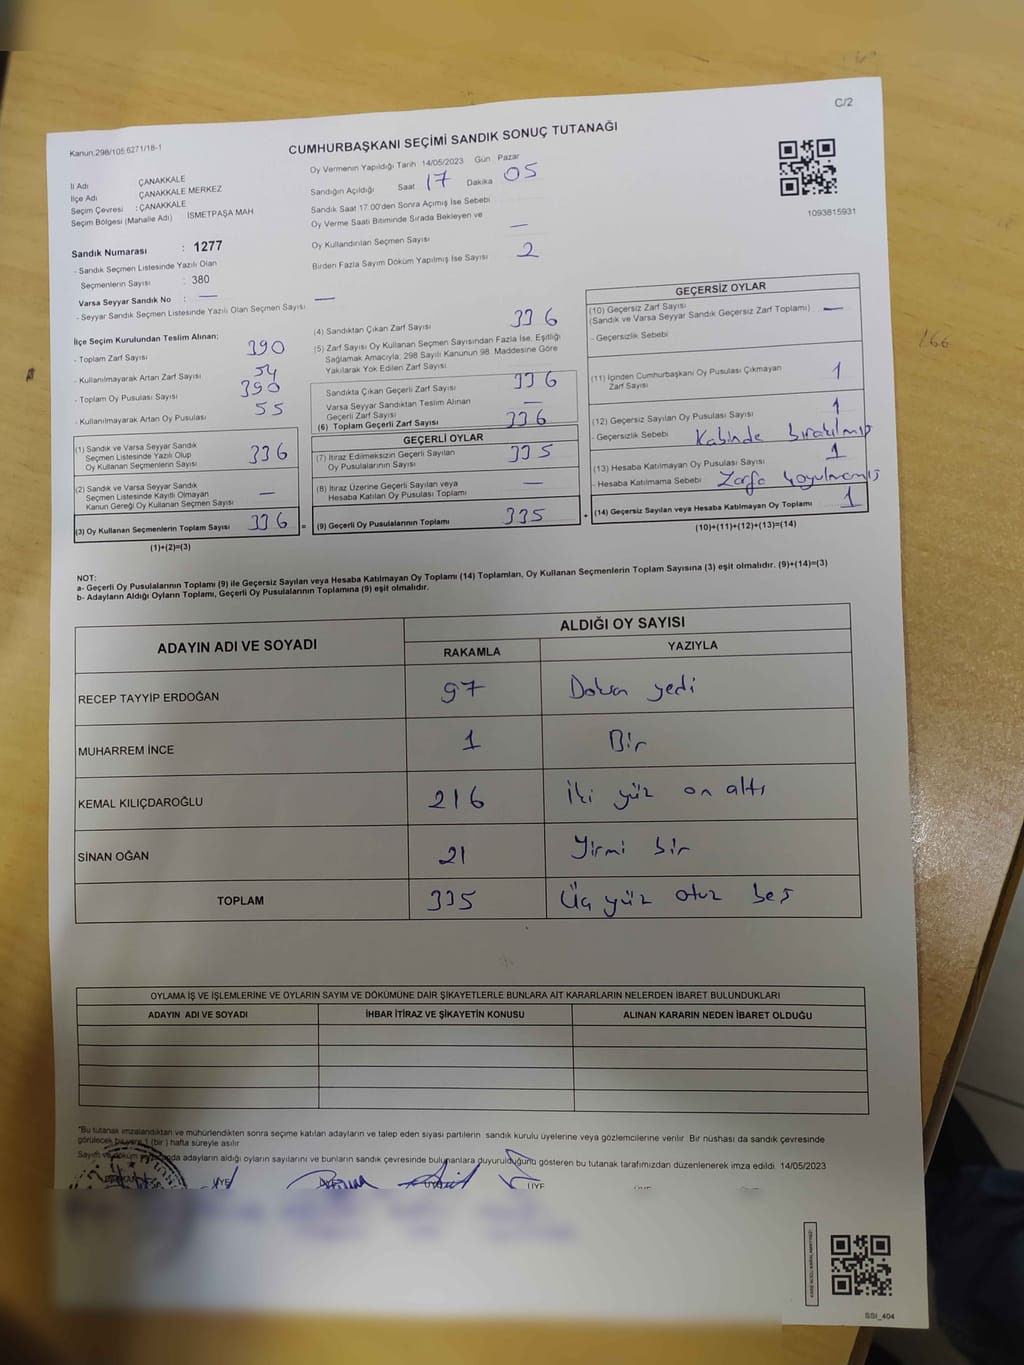 C/2
Kanun:298/105;6271/18-1
CUMHURBAŞKANI SEÇİMİ SANDIK SONUÇ TUTANAĞI
İl Adı ÇANAKKALE
İlçe Adı : ÇANAKKALE MERKEZ
Seçim Çevresi : ÇANAKKALE
Seçim Bölgesi (Mahalle Adı) İSMETPAŞA MAH
Oy Vermenin Yapıldığı Tarih : 14/05/2023 Gün : Pazar
Sandığın Açıldığı Saat 17 Dakika 05
Sandık Saat 17:00'den Sonra Açımış İse Sebebi
Oy Verme Saati Bitiminde Sırada Bekleyen ve
Oy Kullandırılan Seçmen Sayısı —
Birden Fazla Sayım Döküm Yapılmış İse Sayısı 2
1093815931
Sandık Numarası : 1277
- Sandık Seçmen Listesinde Yazılı Olan
Seçmenlerin Sayısı : 380
Varsa Seyyar Sandık No : —
- Seyyar Sandık Seçmen Listesinde Yazılı Olan Seçmen Sayısı —
İlçe Seçim Kurulundan Teslim Alınan;
- Toplam Zarf Sayısı 390
- Kullanılmayarak Artan Zarf Sayısı 54
- Toplam Oy Pusulası Sayısı 390
- Kullanılmayarak Artan Oy Pusulası 55
(1) Sandık ve Varsa Seyyar Sandık
Seçmen Listesinde Yazılı Olup
Oy Kullanan Seçmenlerin Sayısı 336
(2) Sandık ve Varsa Seyyar Sandık
Seçmen Listesinde Kayıtlı Olmayan
Kanun Gereği Oy Kullanan Seçmen Sayısı —
(3) Oy Kullanan Seçmenlerin Toplam Sayısı 336 =
(1)+(2)=(3)
(4) Sandıktan Çıkan Zarf Sayısı 336
(5) Zarf Sayısı Oy Kullanan Seçmen Sayısından Fazla İse, Eşitliği
Sağlamak Amacıyla; 298 Sayılı Kanunun 98. Maddesine Göre
Yakılarak Yok Edilen Zarf Sayısı
Sandıkta Çıkan Geçerli Zarf Sayısı 336
Varsa Seyyar Sandıktan Teslim Alınan
Geçerli Zarf Sayısı —
(6) Toplam Geçerli Zarf Sayısı 336
GEÇERLİ OYLAR
(7) İtiraz Edilmeksizin Geçerli Sayılan
Oy Pusulalarının Sayısı 335
(8) İtiraz Üzerine Geçerli Sayılan veya
Hesaba Katılan Oy Pusulası Toplamı —
(9) Geçerli Oy Pusulalarının Toplamı 335 +
GEÇERSİZ OYLAR
(10) Geçersiz Zarf Sayısı
(Sandık ve Varsa Seyyar Sandık Geçersiz Zarf Toplamı) —
- Geçersizlik Sebebi
(11) İçinden Cumhurbaşkanı Oy Pusulası Çıkmayan
Zarf Sayısı 1
(12) Geçersiz Sayılan Oy Pusulası Sayısı 1
- Geçersizlik Sebebi Kabinde bırakılmış
(13) Hesaba Katılmayan Oy Pusulası Sayısı 1
- Hesaba Katılmama Sebebi Zarfa koyulmamış
(14) Geçersiz Sayılan veya Hesaba Katılmayan Oy Toplamı 1
(10)+(11)+(12)+(13)=(14)
NOT:
a- Geçerli Oy Pusulalarının Toplamı (9) ile Geçersiz Sayılan veya Hesaba Katılmayan Oy Toplamı (14) Toplamları, Oy Kullanan Seçmenlerin Toplam Sayısına (3) eşit olmalıdır. (9)+(14)=(3)
b- Adayların Aldığı Oyların Toplamı, Geçerli Oy Pusulalarının Toplamına (9) eşit olmalıdır.
ADAYIN ADI VE SOYADI ALDIĞI OY SAYISI
RAKAMLA YAZIYLA
RECEP TAYYİP ERDOĞAN 97 Doksan yedi
MUHARREM İNCE 1 Bir
KEMAL KILIÇDAROĞLU 216 İki yüz on altı
SİNAN OĞAN 21 Yirmi bir
TOPLAM 335 Üç yüz otuz beş
OYLAMA İŞ VE İŞLEMLERİNE VE OYLARIN SAYIM VE DÖKÜMÜNE DAİR ŞİKAYETLERLE BUNLARA AİT KARARLARIN NELERDEN İBARET BULUNDUKLARI
ADAYIN ADI VE SOYADI İHBAR İTİRAZ VE ŞİKAYETİN KONUSU ALINAN KARARIN NEDEN İBARET OLDUĞU
"Bu tutanak imzalandıktan ve mühürlendikten sonra seçime katılan adayların ve talep eden siyasi partilerin sandık kurulu üyelerine veya gözlemcilerine verilir. Bir nüshası da sandık çevresinde
görülecek bir yere 1 (bir) hafta süreyle asılır
Sayım ve döküm adayların aldığı oyların sayılarını ve bunların sandık çevresinde bulunanlara duyurulduğunu gösteren bu tutanak tarafımızdan düzenlenerek imza edildi. 14/05/2023
ÜYE ÜYE ÜYE
SSI_404